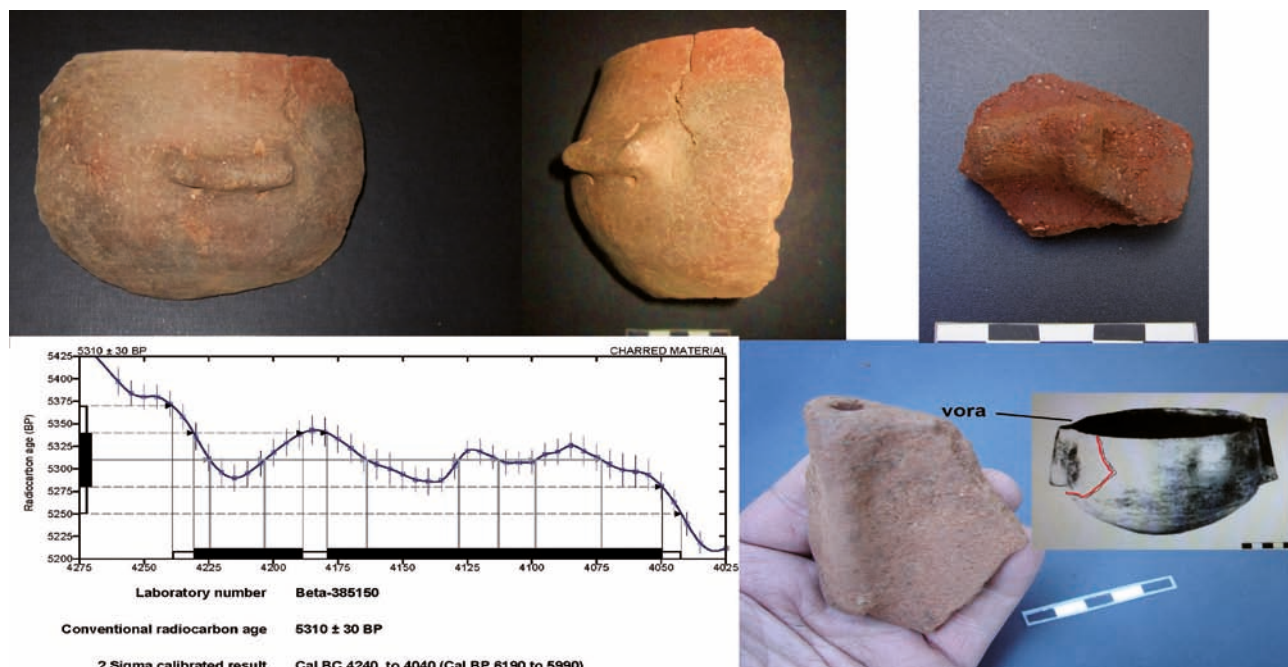 5310 ± 30 BP CHARRED MATERIAL
Radiocarbon age (BP)
5425
5400
5375
5350
5325
5300
5275
5250
5225
5200
4275 4250 4225 4200 4175 4150 4125 4100 4075 4050 4025
Laboratory number Beta-385150
Conventional radiocarbon age 5310 ± 30 BP
2 Sigma calibrated result Cal BC 4240 to 4040 (Cal BP 6190 to 5990)
vora